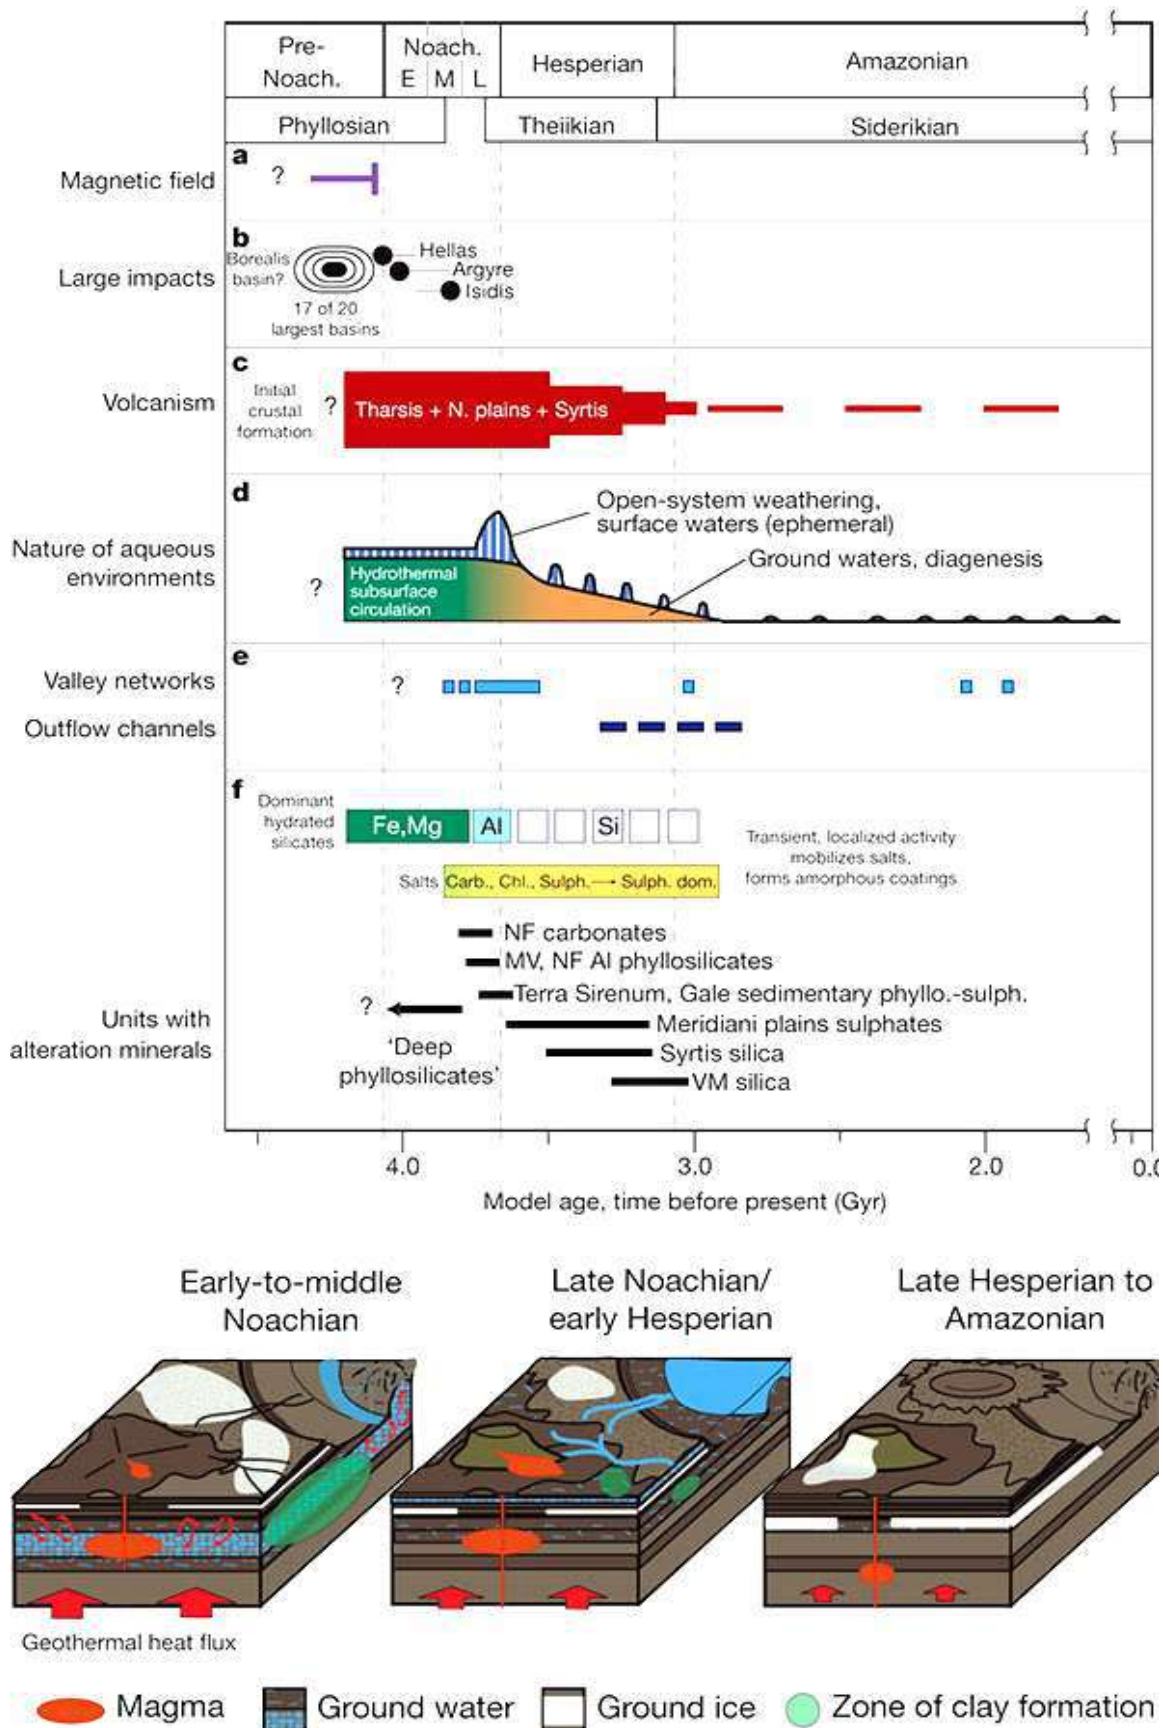 Pre-
Noach.
Noach.
E M L
Hesperian
Amazonian
Phyllosian
Theiikian
Siderikian
a
Magnetic field
?
b
Large impacts
Borealis
basin?
Hellas
Argyre
Isidis
17 of 20
largest basins
c
Volcanism
Initial
crustal
formation
?
Tharsis + N. plains + Syrtis
d
Nature of aqueous
environments
?
Hydrothermal
subsurface
circulation
Open-system weathering,
surface waters (ephemeral)
Ground waters, diagenesis
e
Valley networks
?
Outflow channels
f
Dominant
hydrated
silicates
Fe,Mg
Al
Si
Transient, localized activity
mobilizes salts,
forms amorphous coatings
Salts
Carb., Chl., Sulph. → Sulph. dom.
NF carbonates
MV, NF Al phyllosilicates
Terra Sirenum, Gale sedimentary phyllo.-sulph.
?
Units with
alteration minerals
'Deep
phyllosilicates'
Meridiani plains sulphates
Syrtis silica
VM silica
4.0
3.0
2.0
0.0
Model age, time before present (Gyr)
Early-to-middle
Noachian
Late Noachian/
early Hesperian
Late Hesperian to
Amazonian
Geothermal heat flux
Magma
Ground water
Ground ice
Zone of clay formation